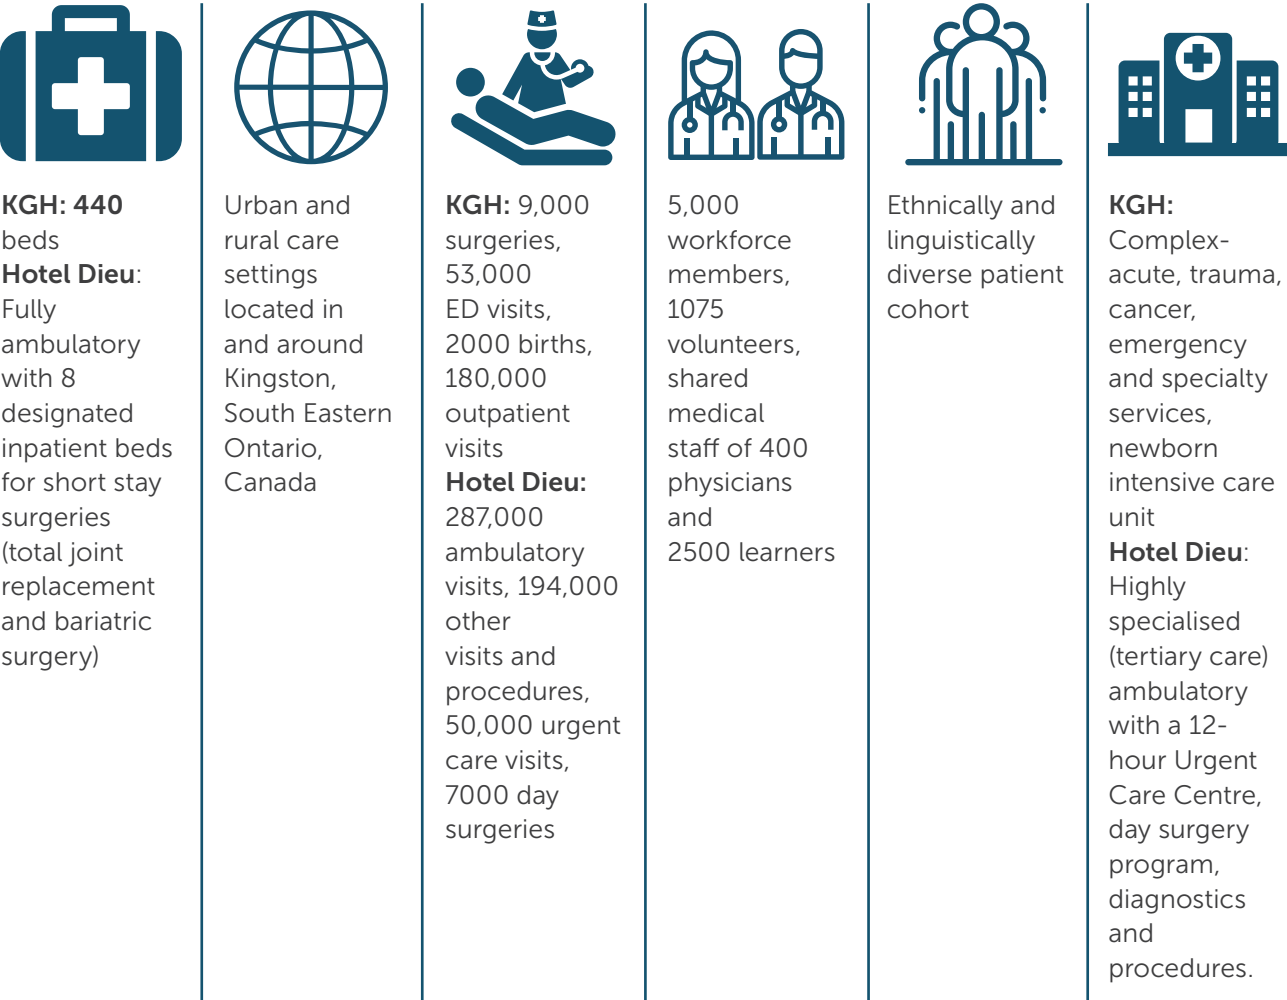 KGH: 440
beds
Hotel Dieu:
Fully
ambulatory
with 8
designated
inpatient beds
for short stay
surgeries
(total joint
replacement
and bariatric
surgery)
Urban and
rural care
settings
located in
and around
Kingston,
South Eastern
Ontario,
Canada
KGH: 9,000
surgeries,
53,000
ED visits,
2000 births,
180,000
outpatient
visits
Hotel Dieu:
287,000
ambulatory
visits, 194,000
other
visits and
procedures,
50,000 urgent
care visits,
7000 day
surgeries
5,000
workforce
members,
1075
volunteers,
shared
medical
staff of 400
physicians
and
2500 learners
Ethnically and
linguistically
diverse patient
cohort
KGH:
Complex-
acute, trauma,
cancer,
emergency
and specialty
services,
newborn
intensive care
unit
Hotel Dieu:
Highly
specialised
(tertiary care)
ambulatory
with a 12-
hour Urgent
Care Centre,
day surgery
program,
diagnostics
and
procedures.